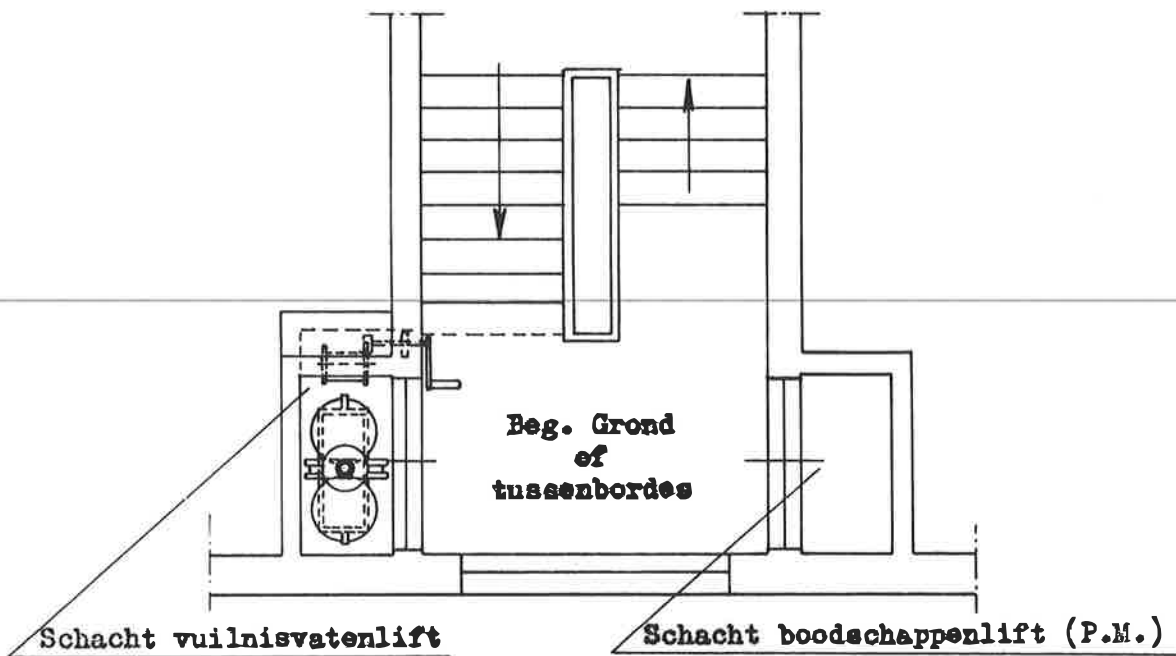 Beg. Grond
of
tussenbordes
Schacht vuilnisvatenlift
Schacht boodschappenlift (P.M.)